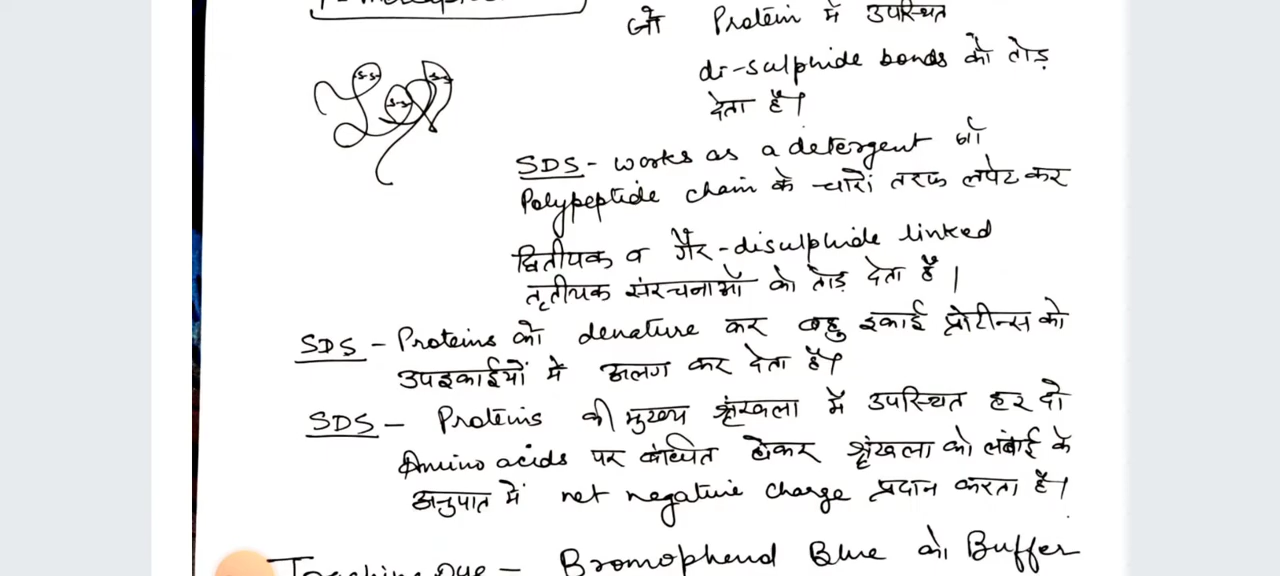 जो Protein में उपस्थित
di-sulphide bonds को तोड़
देता है।
S-S S-S
S-S
SDS - works as a detergent जो
Polypeptide chain के चारों तरफ लपेट कर
द्वितीयक व गैर-disulphide linked
तृतीयक संरचनाओं को तोड़ देता है।
SDS - Proteins को denature कर बहु इकाई प्रोटीन्स को
उपइकाईयों में अलग कर देता है।
SDS - Proteins की मुख्य श्रृंखला में उपस्थित हर दो
Amino acids पर बंधित होकर श्रृंखला को लंबाई के
अनुपात में net negative charge प्रदान करता है।
Tracking Dye - Bromophenol Blue को Buffer